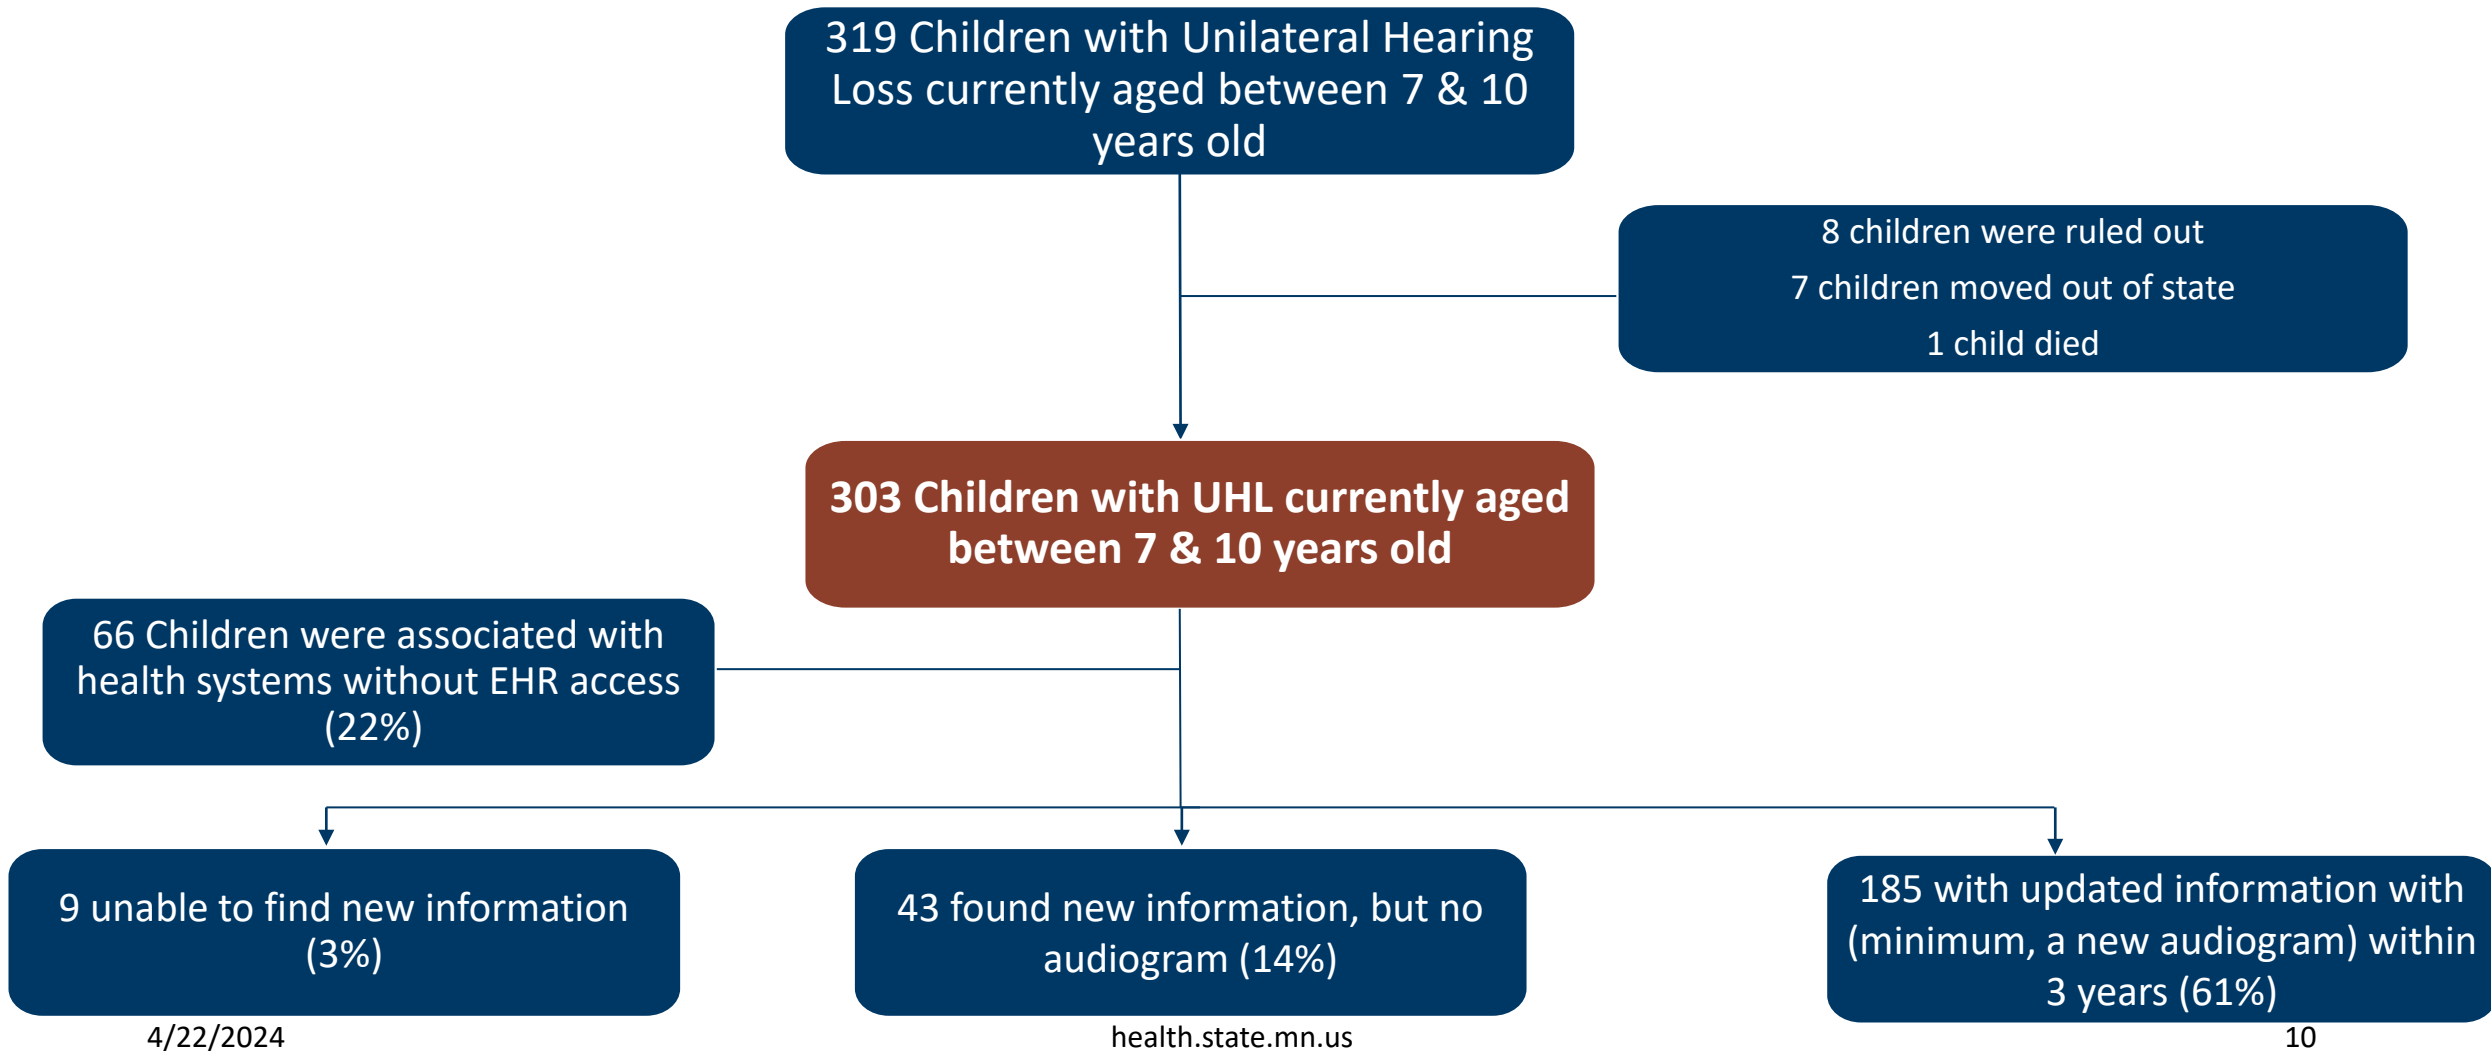 319 Children with Unilateral Hearing
Loss currently aged between 7 & 10
years old
8 children were ruled out
7 children moved out of state
1 child died
303 Children with UHL currently aged
between 7 & 10 years old
66 Children were associated with
health systems without EHR access
(22%)
9 unable to find new information
(3%)
43 found new information, but no
audiogram (14%)
185 with updated information with
(minimum, a new audiogram) within
3 years (61%)
4/22/2024
health.state.mn.us
10